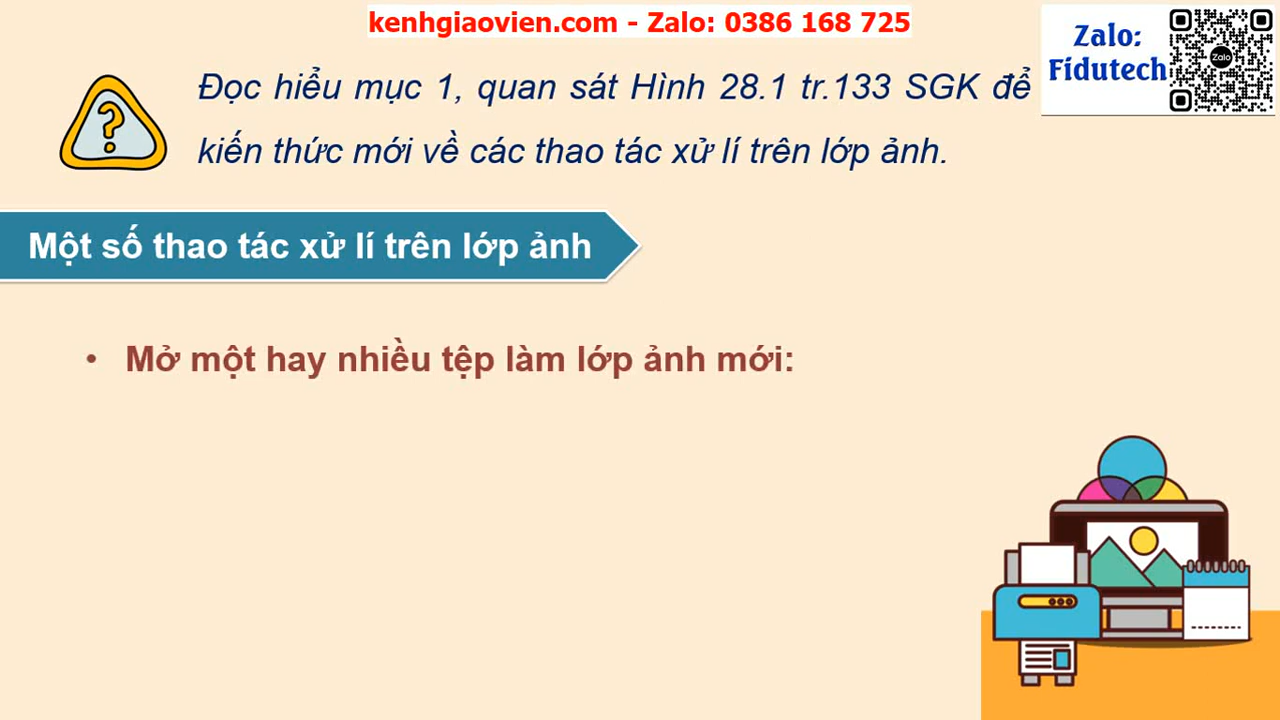 kenhgiaovien.com - Zalo: 0386 168 725
Zalo:
Fidutech
Zalo
Đọc hiểu mục 1, quan sát Hình 28.1 tr.133 SGK để
kiến thức mới về các thao tác xử lí trên lớp ảnh.
?
Một số thao tác xử lí trên lớp ảnh
• Mở một hay nhiều tệp làm lớp ảnh mới: